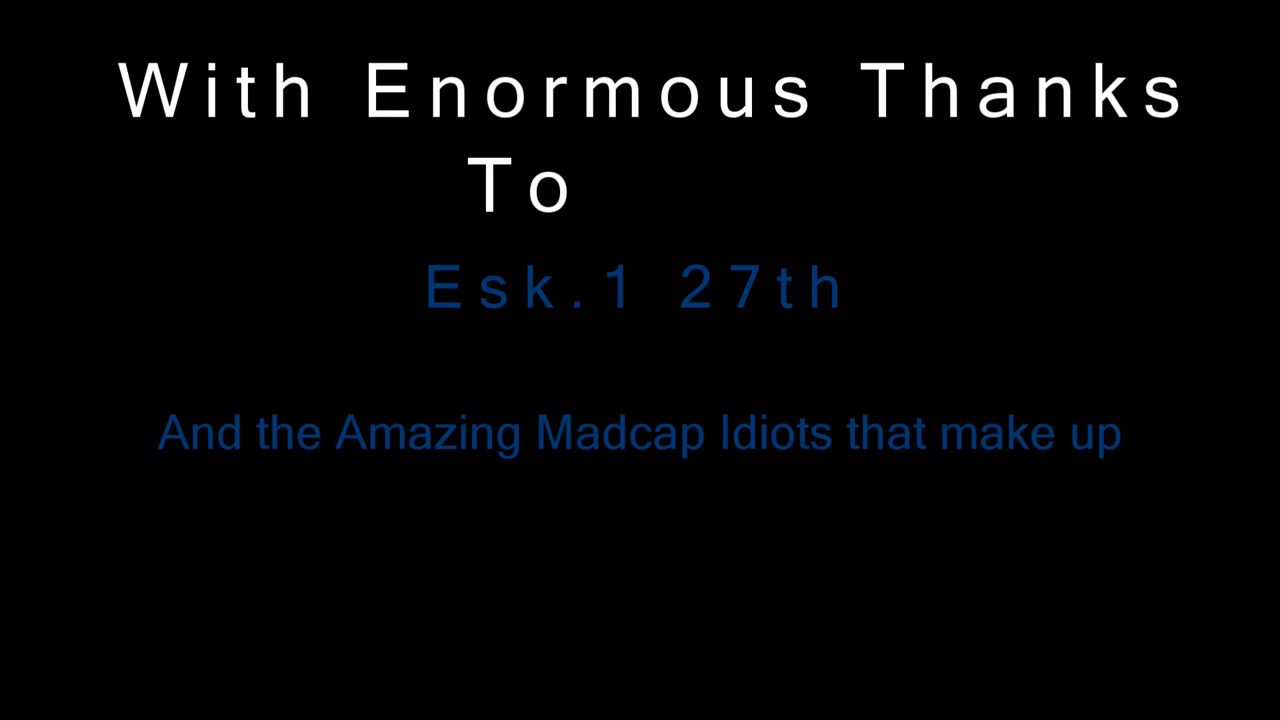 With Enormous Thanks
To
Esk.1 27th
And the Amazing Madcap Idiots that make up